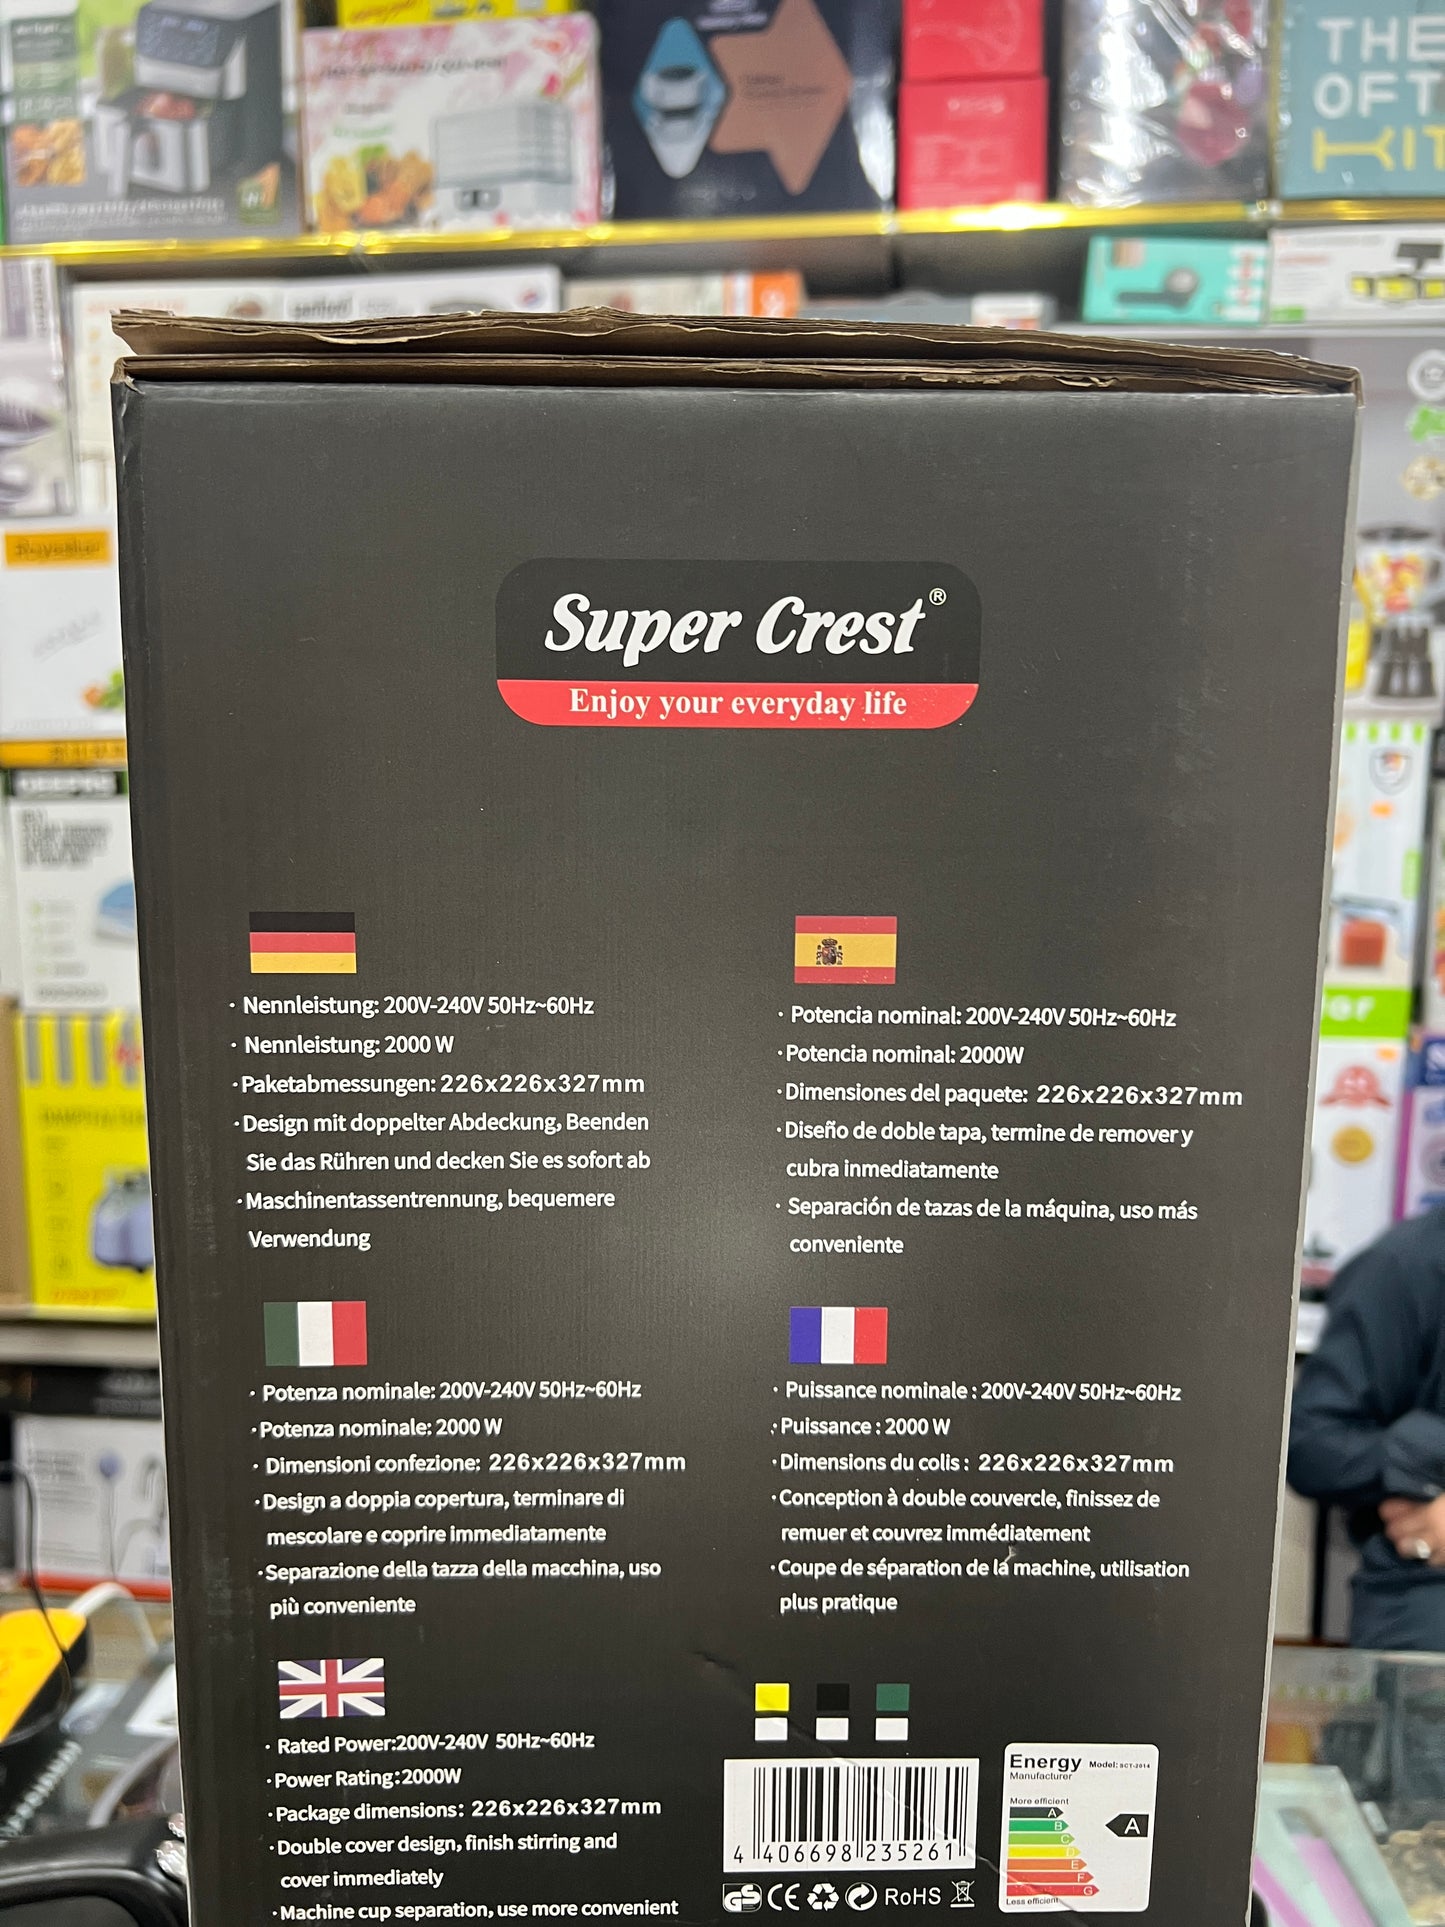 THE
OF T
KIT
Super Crest®
Enjoy your everyday life
· Nennleistung: 200V-240V 50Hz~60Hz
· Nennleistung: 2000 W
·Paketabmessungen: 226x226x327mm
·Design mit doppelter Abdeckung, Beenden
Sie das Rühren und decken Sie es sofort ab
·Maschinentassentrennung, bequemere
Verwendung
· Potencia nominal: 200V-240V 50Hz~60Hz
·Potencia nominal: 2000W
·Dimensiones del paquete: 226x226x327mm
·Diseño de doble tapa, termine de remover y
cubra inmediatamente
· Separación de tazas de la máquina, uso más
conveniente
· Potenza nominale: 200V-240V 50Hz~60Hz
·Potenza nominale: 2000 W
· Dimensioni confezione: 226x226x327mm
·Design a doppia copertura, terminare di
mescolare e coprire immediatamente
·Separazione della tazza della macchina, uso
più conveniente
· Puissance nominale : 200V-240V 50Hz~60Hz
·Puissance : 2000 W
·Dimensions du colis : 226x226x327mm
·Conception à double couvercle, finissez de
remuer et couvrez immédiatement
·Coupe de séparation de la machine, utilisation
plus pratique
· Rated Power:200V-240V 50Hz~60Hz
·Power Rating:2000W
·Package dimensions: 226x226x327mm
·Double cover design, finish stirring and
cover immediately
·Machine cup separation, use more convenient
4 406698 235261
GS CE RoHS
Energy Model: SCT-2014
Manufacturer
More efficient
A
B
C
D
E
F
G
A
Less efficient